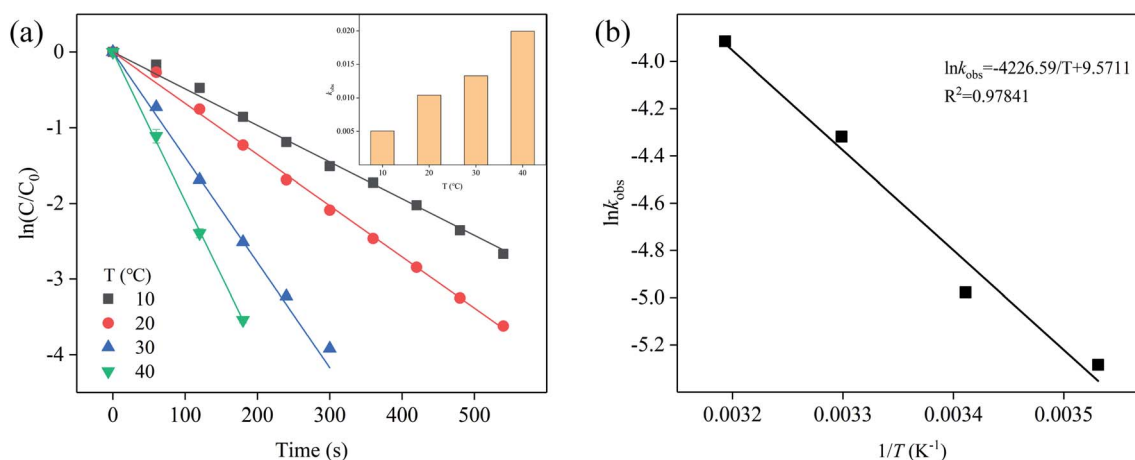 (a)
0
-1
-2
-3
-4
ln(C/C₀)
0 100 200 300 400 500
Time (s)
T (℃)
10
20
30
40
0.020
0.015
0.010
0.005
k_obs
10 20 30 40
T (℃)
(b)
-4.0
-4.2
-4.4
-4.6
-4.8
-5.0
-5.2
lnk_obs
lnk_obs=-4226.59/T+9.5711
R²=0.97841
0.0032 0.0033 0.0034 0.0035
1/T (K⁻¹)